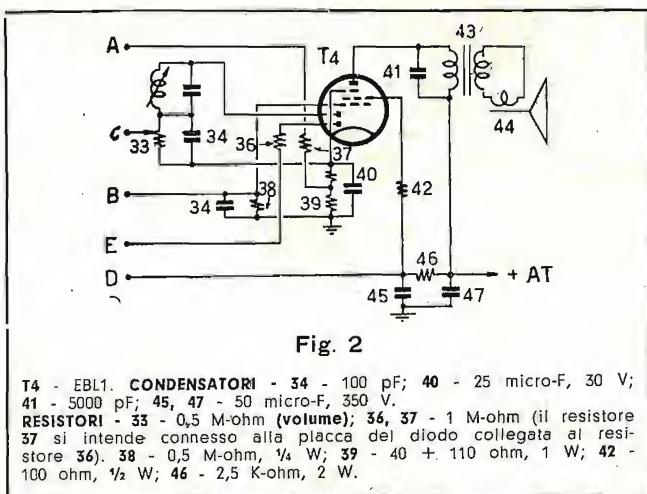 A
T4
43
41
44
C
33
34
36
37
40
42
B
34
38
39
E
46
D
+ AT
45
47
Fig. 2
T4 - EBL1. CONDENSATORI - 34 - 100 pF; 40 - 25 micro-F, 30 V;
41 - 5000 pF; 45, 47 - 50 micro-F, 350 V.
RESISTORI - 33 - 0,5 M-ohm (volume); 36, 37 - 1 M-ohm (il resistore
37 si intende connesso alla placca del diodo collegata al resi-
store 36). 38 - 0,5 M-ohm, ¼ W; 39 - 40 + 110 ohm, 1 W; 42 -
100 ohm, ½ W; 46 - 2,5 K-ohm, 2 W.